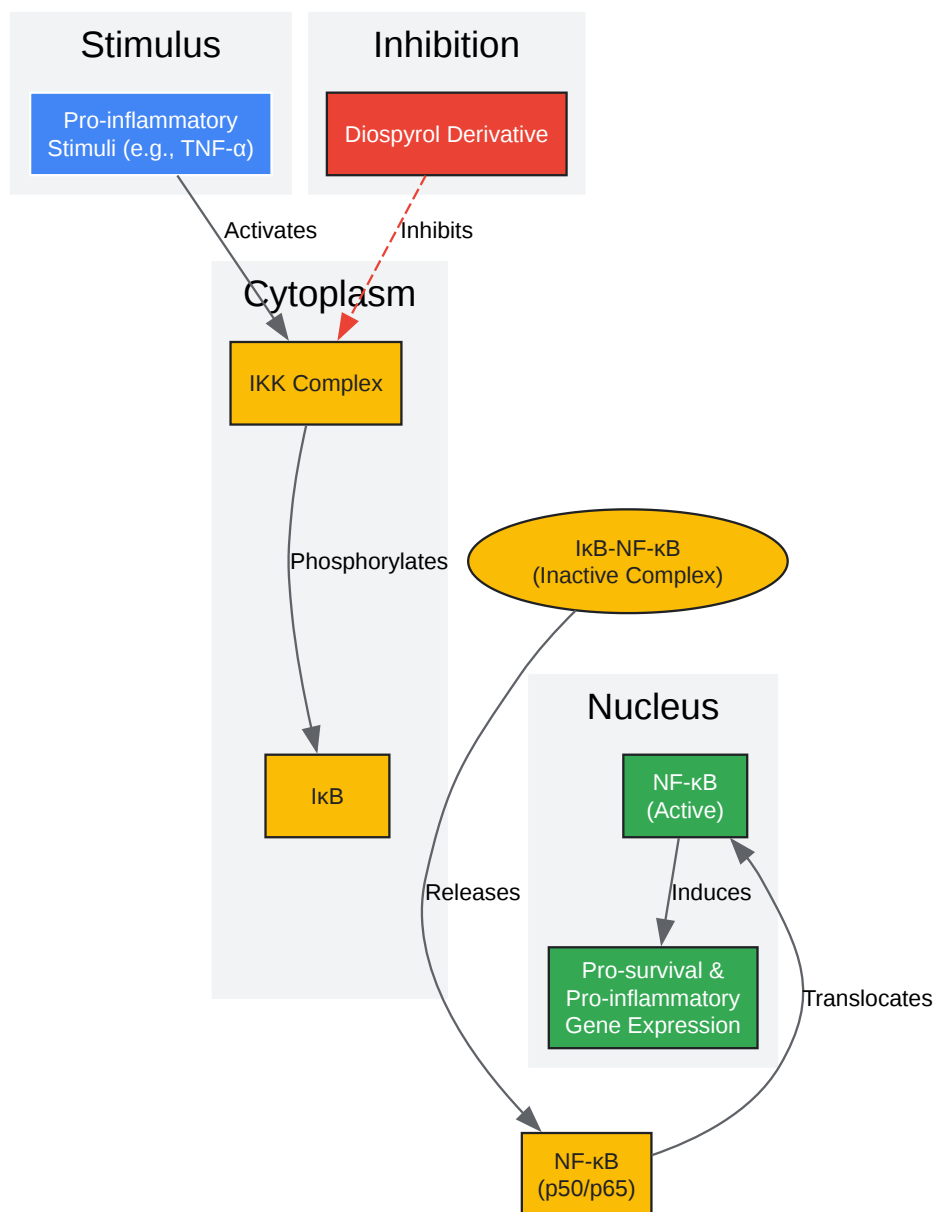 Stimulus
Inhibition
Pro-inflammatory
Stimuli (e.g., TNF-α)
Diospyrol Derivative
Activates
Inhibits
Cytoplasm
IKK Complex
Phosphorylates
IκB-NF-κB
(Inactive Complex)
Nucleus
IκB
NF-κB
(Active)
Releases
Induces
Pro-survival &
Pro-inflammatory
Gene Expression
Translocates
NF-κB
(p50/p65)